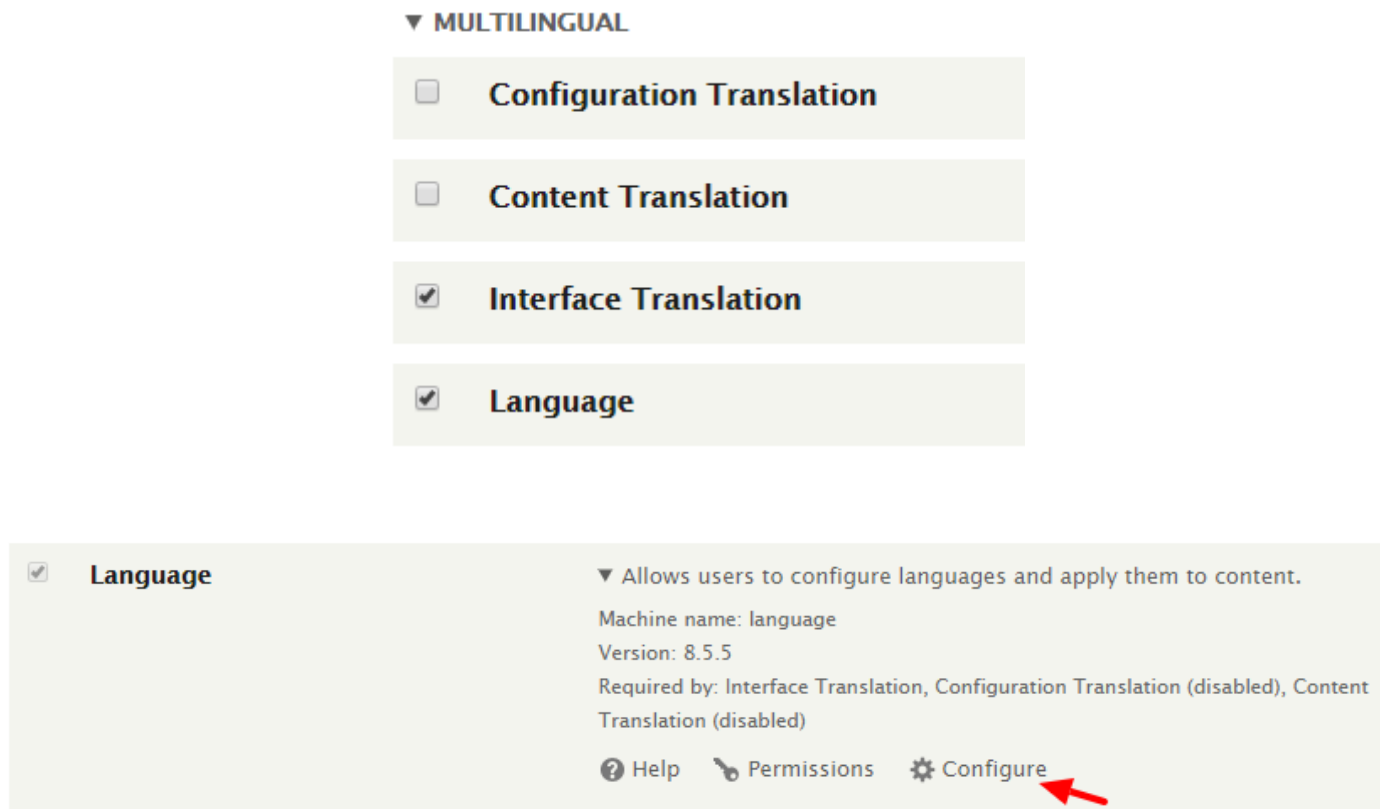 MULTILINGUAL
Configuration Translation
Content Translation
Interface Translation
Language
Language
Allows users to configure languages and apply them to content.
Machine name: language
Version: 8.5.5
Required by: Interface Translation, Configuration Translation (disabled), Content
Translation (disabled)
Help Permissions Configure